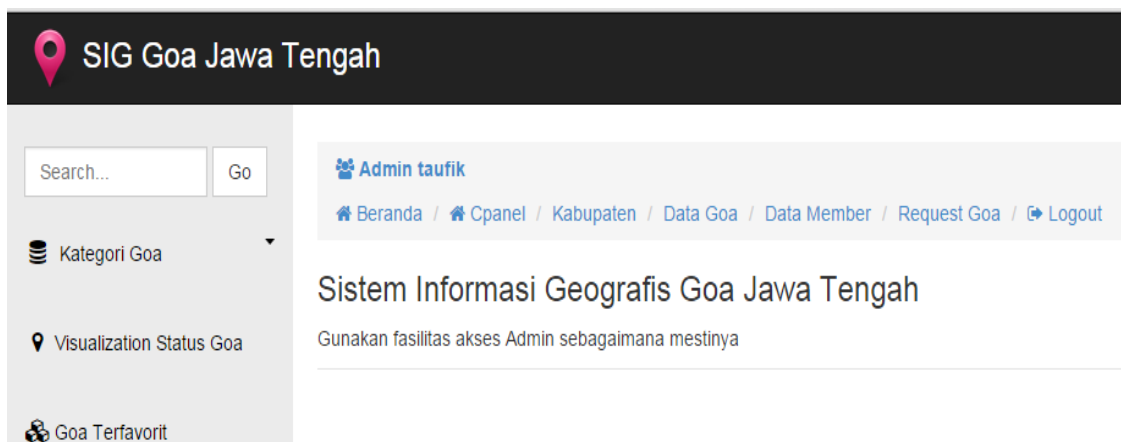 SIG Goa Jawa Tengah
Search... Go
Kategori Goa
Visualization Status Goa
Goa Terfavorit
Admin taufik
Beranda / Cpanel / Kabupaten / Data Goa / Data Member / Request Goa / Logout
Sistem Informasi Geografis Goa Jawa Tengah
Gunakan fasilitas akses Admin sebagaimana mestinya